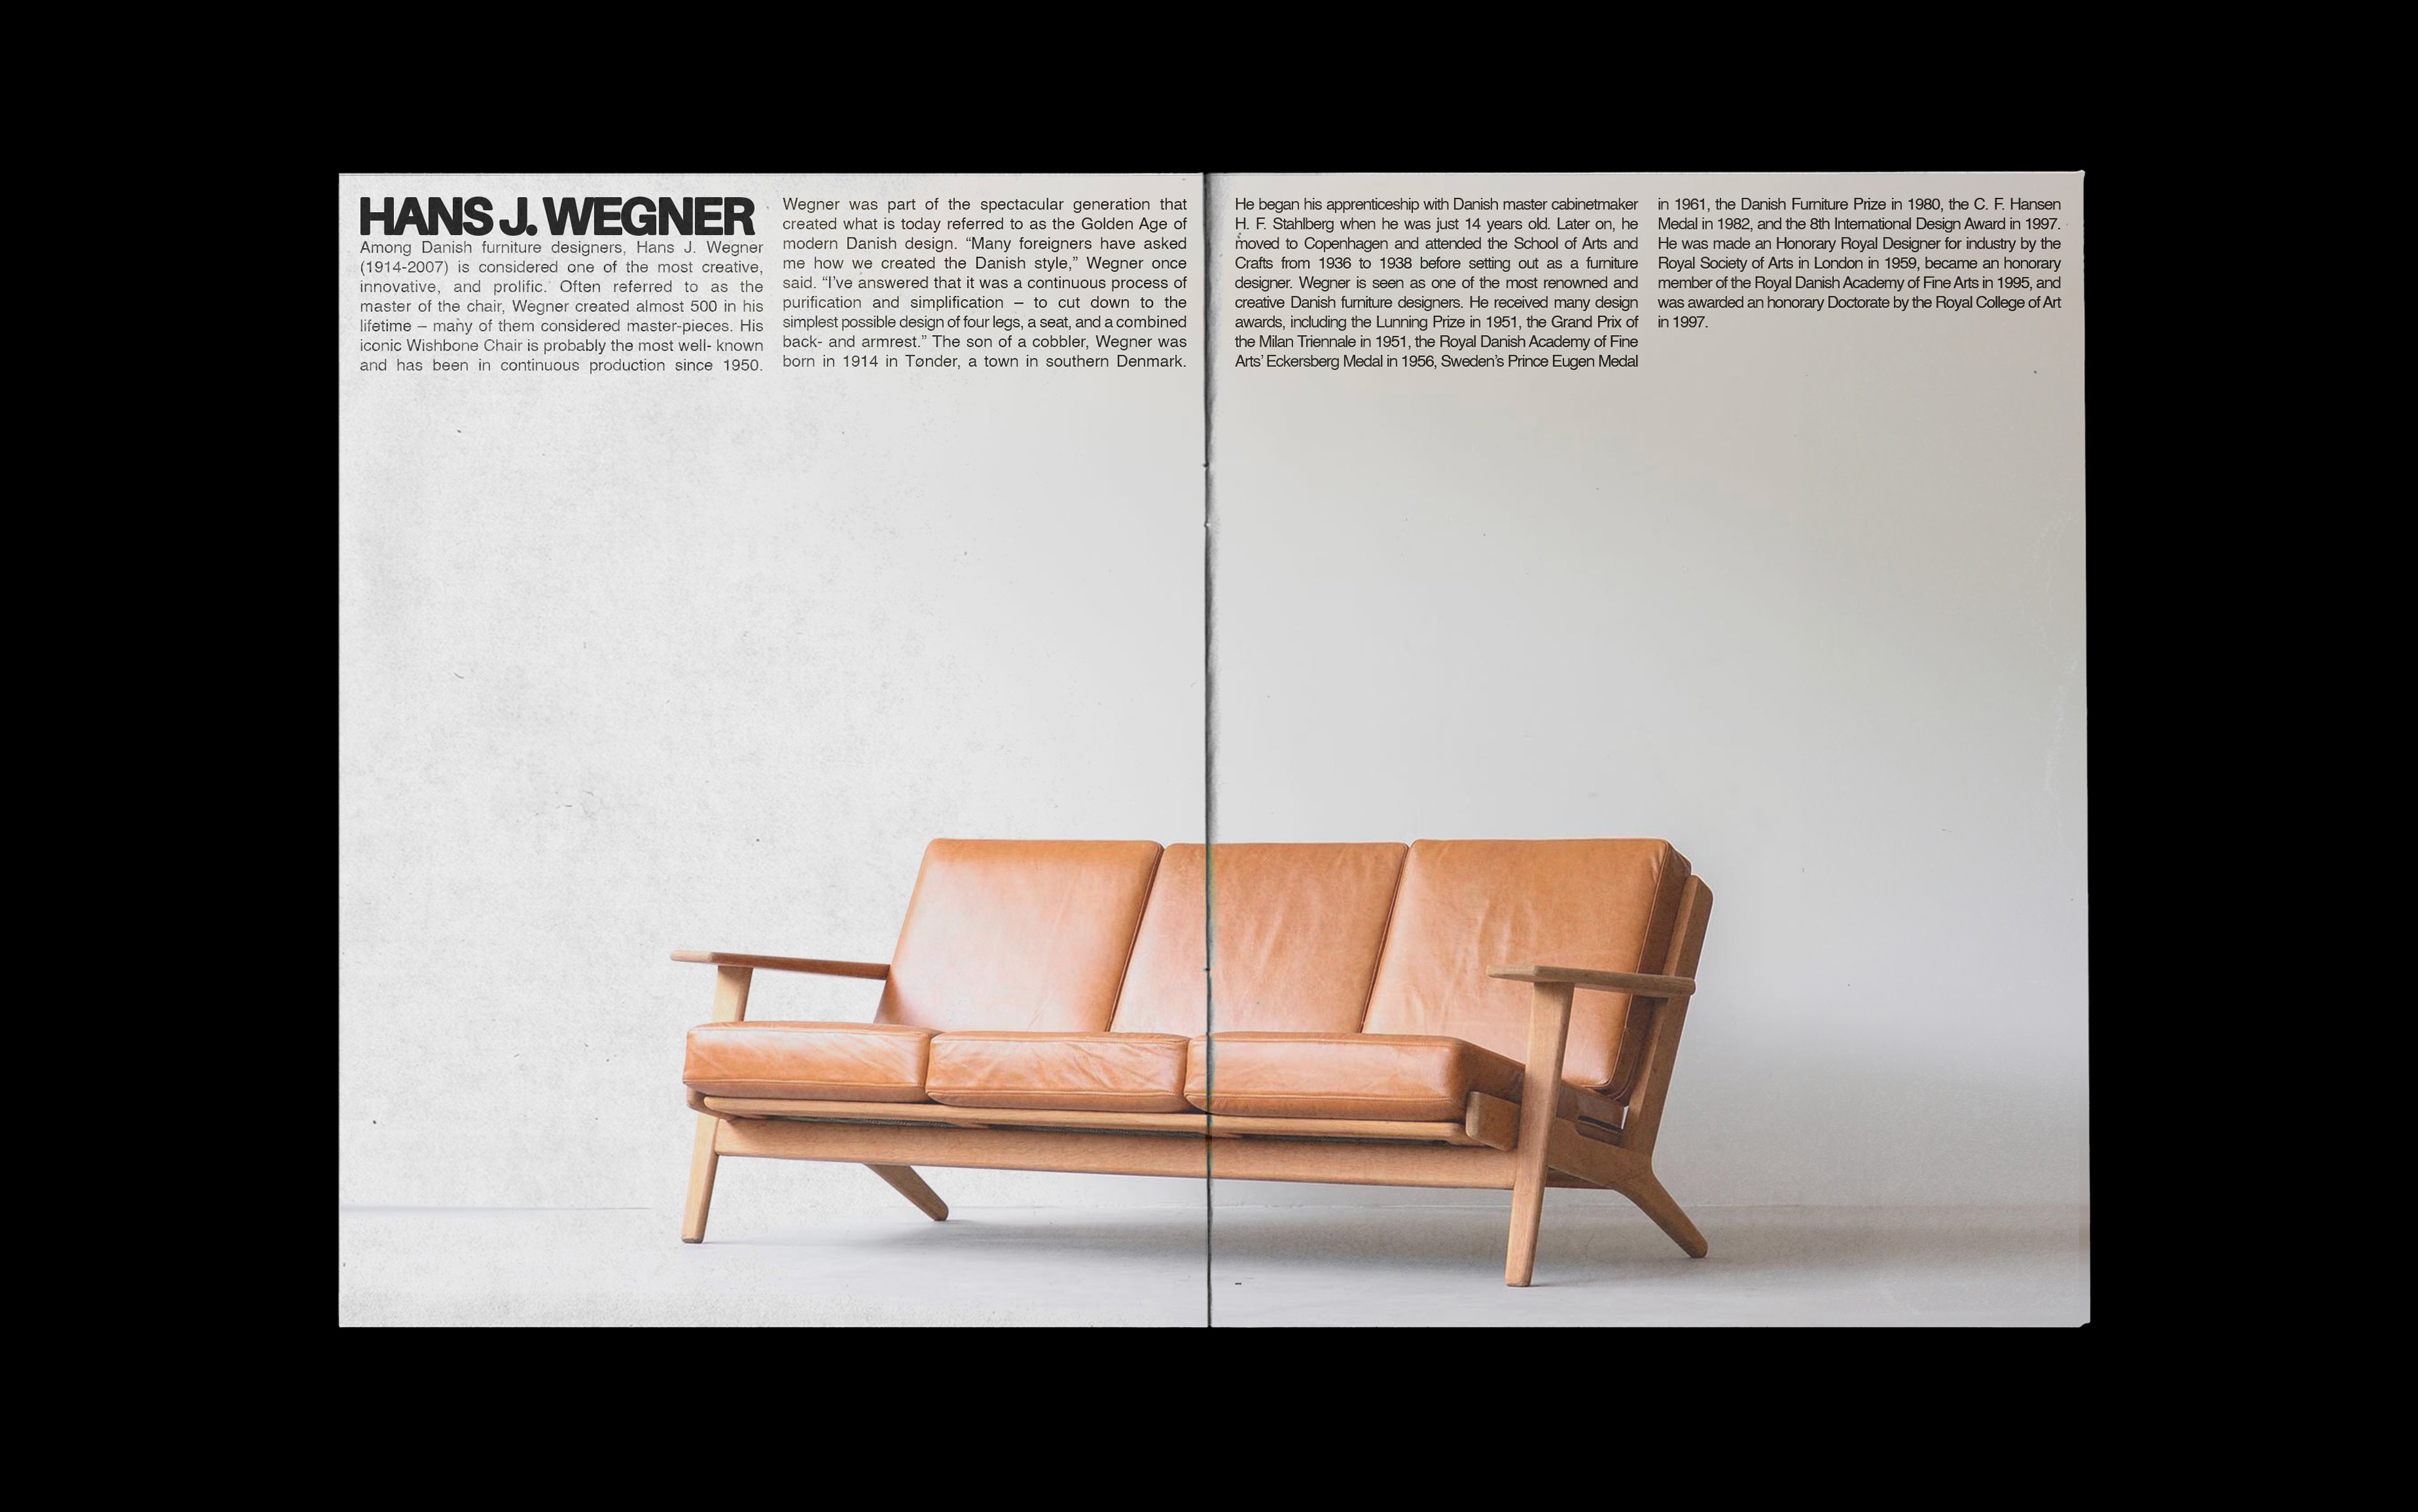 HANS J. WEGNER
Among Danish furniture designers, Hans J. Wegner
(1914-2007) is considered one of the most creative,
innovative, and prolific. Often referred to as the
master of the chair, Wegner created almost 500 in his
lifetime – many of them considered master-pieces. His
iconic Wishbone Chair is probably the most well- known
and has been in continuous production since 1950.
Wegner was part of the spectacular generation that
created what is today referred to as the Golden Age of
modern Danish design. “Many foreigners have asked
me how we created the Danish style,” Wegner once
said. “I’ve answered that it was a continuous process of
purification and simplification – to cut down to the
simplest possible design of four legs, a seat, and a combined
back- and armrest.” The son of a cobbler, Wegner was
born in 1914 in Tønder, a town in southern Denmark.
He began his apprenticeship with Danish master cabinetmaker
H. F. Stahlberg when he was just 14 years old. Later on, he
moved to Copenhagen and attended the School of Arts and
Crafts from 1936 to 1938 before setting out as a furniture
designer. Wegner is seen as one of the most renowned and
creative Danish furniture designers. He received many design
awards, including the Lunning Prize in 1951, the Grand Prix of
the Milan Triennale in 1951, the Royal Danish Academy of Fine
Arts’ Eckersberg Medal in 1956, Sweden’s Prince Eugen Medal
in 1961, the Danish Furniture Prize in 1980, the C. F. Hansen
Medal in 1982, and the 8th International Design Award in 1997.
He was made an Honorary Royal Designer for industry by the
Royal Society of Arts in London in 1959, became an honorary
member of the Royal Danish Academy of Fine Arts in 1995, and
was awarded an honorary Doctorate by the Royal College of Art
in 1997.